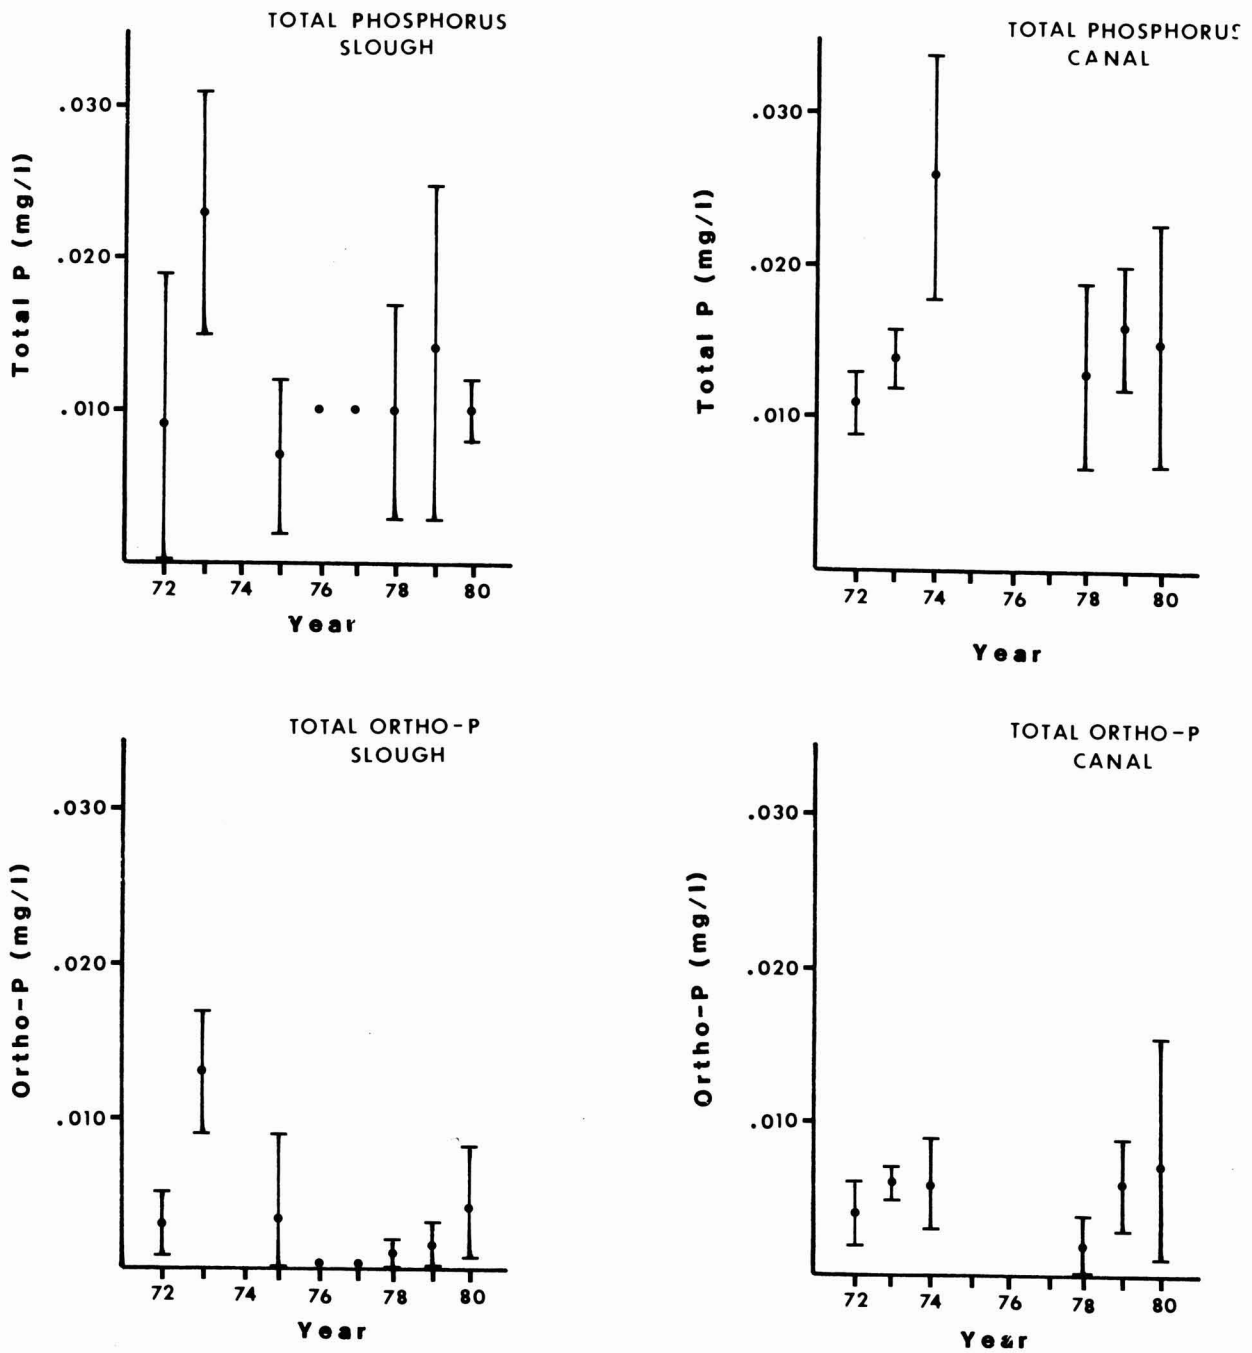 TOTAL PHOSPHORUS
SLOUGH
Total P (mg/l)
.030
.020
.010
72 74 76 78 80
Year
TOTAL PHOSPHORUS
CANAL
Total P (mg/l)
.030
.020
.010
72 74 76 78 80
Year
TOTAL ORTHO-P
SLOUGH
Ortho-P (mg/l)
.030
.020
.010
72 74 76 78 80
Year
TOTAL ORTHO-P
CANAL
Ortho-P (mg/l)
.030
.020
.010
72 74 76 78 80
Year